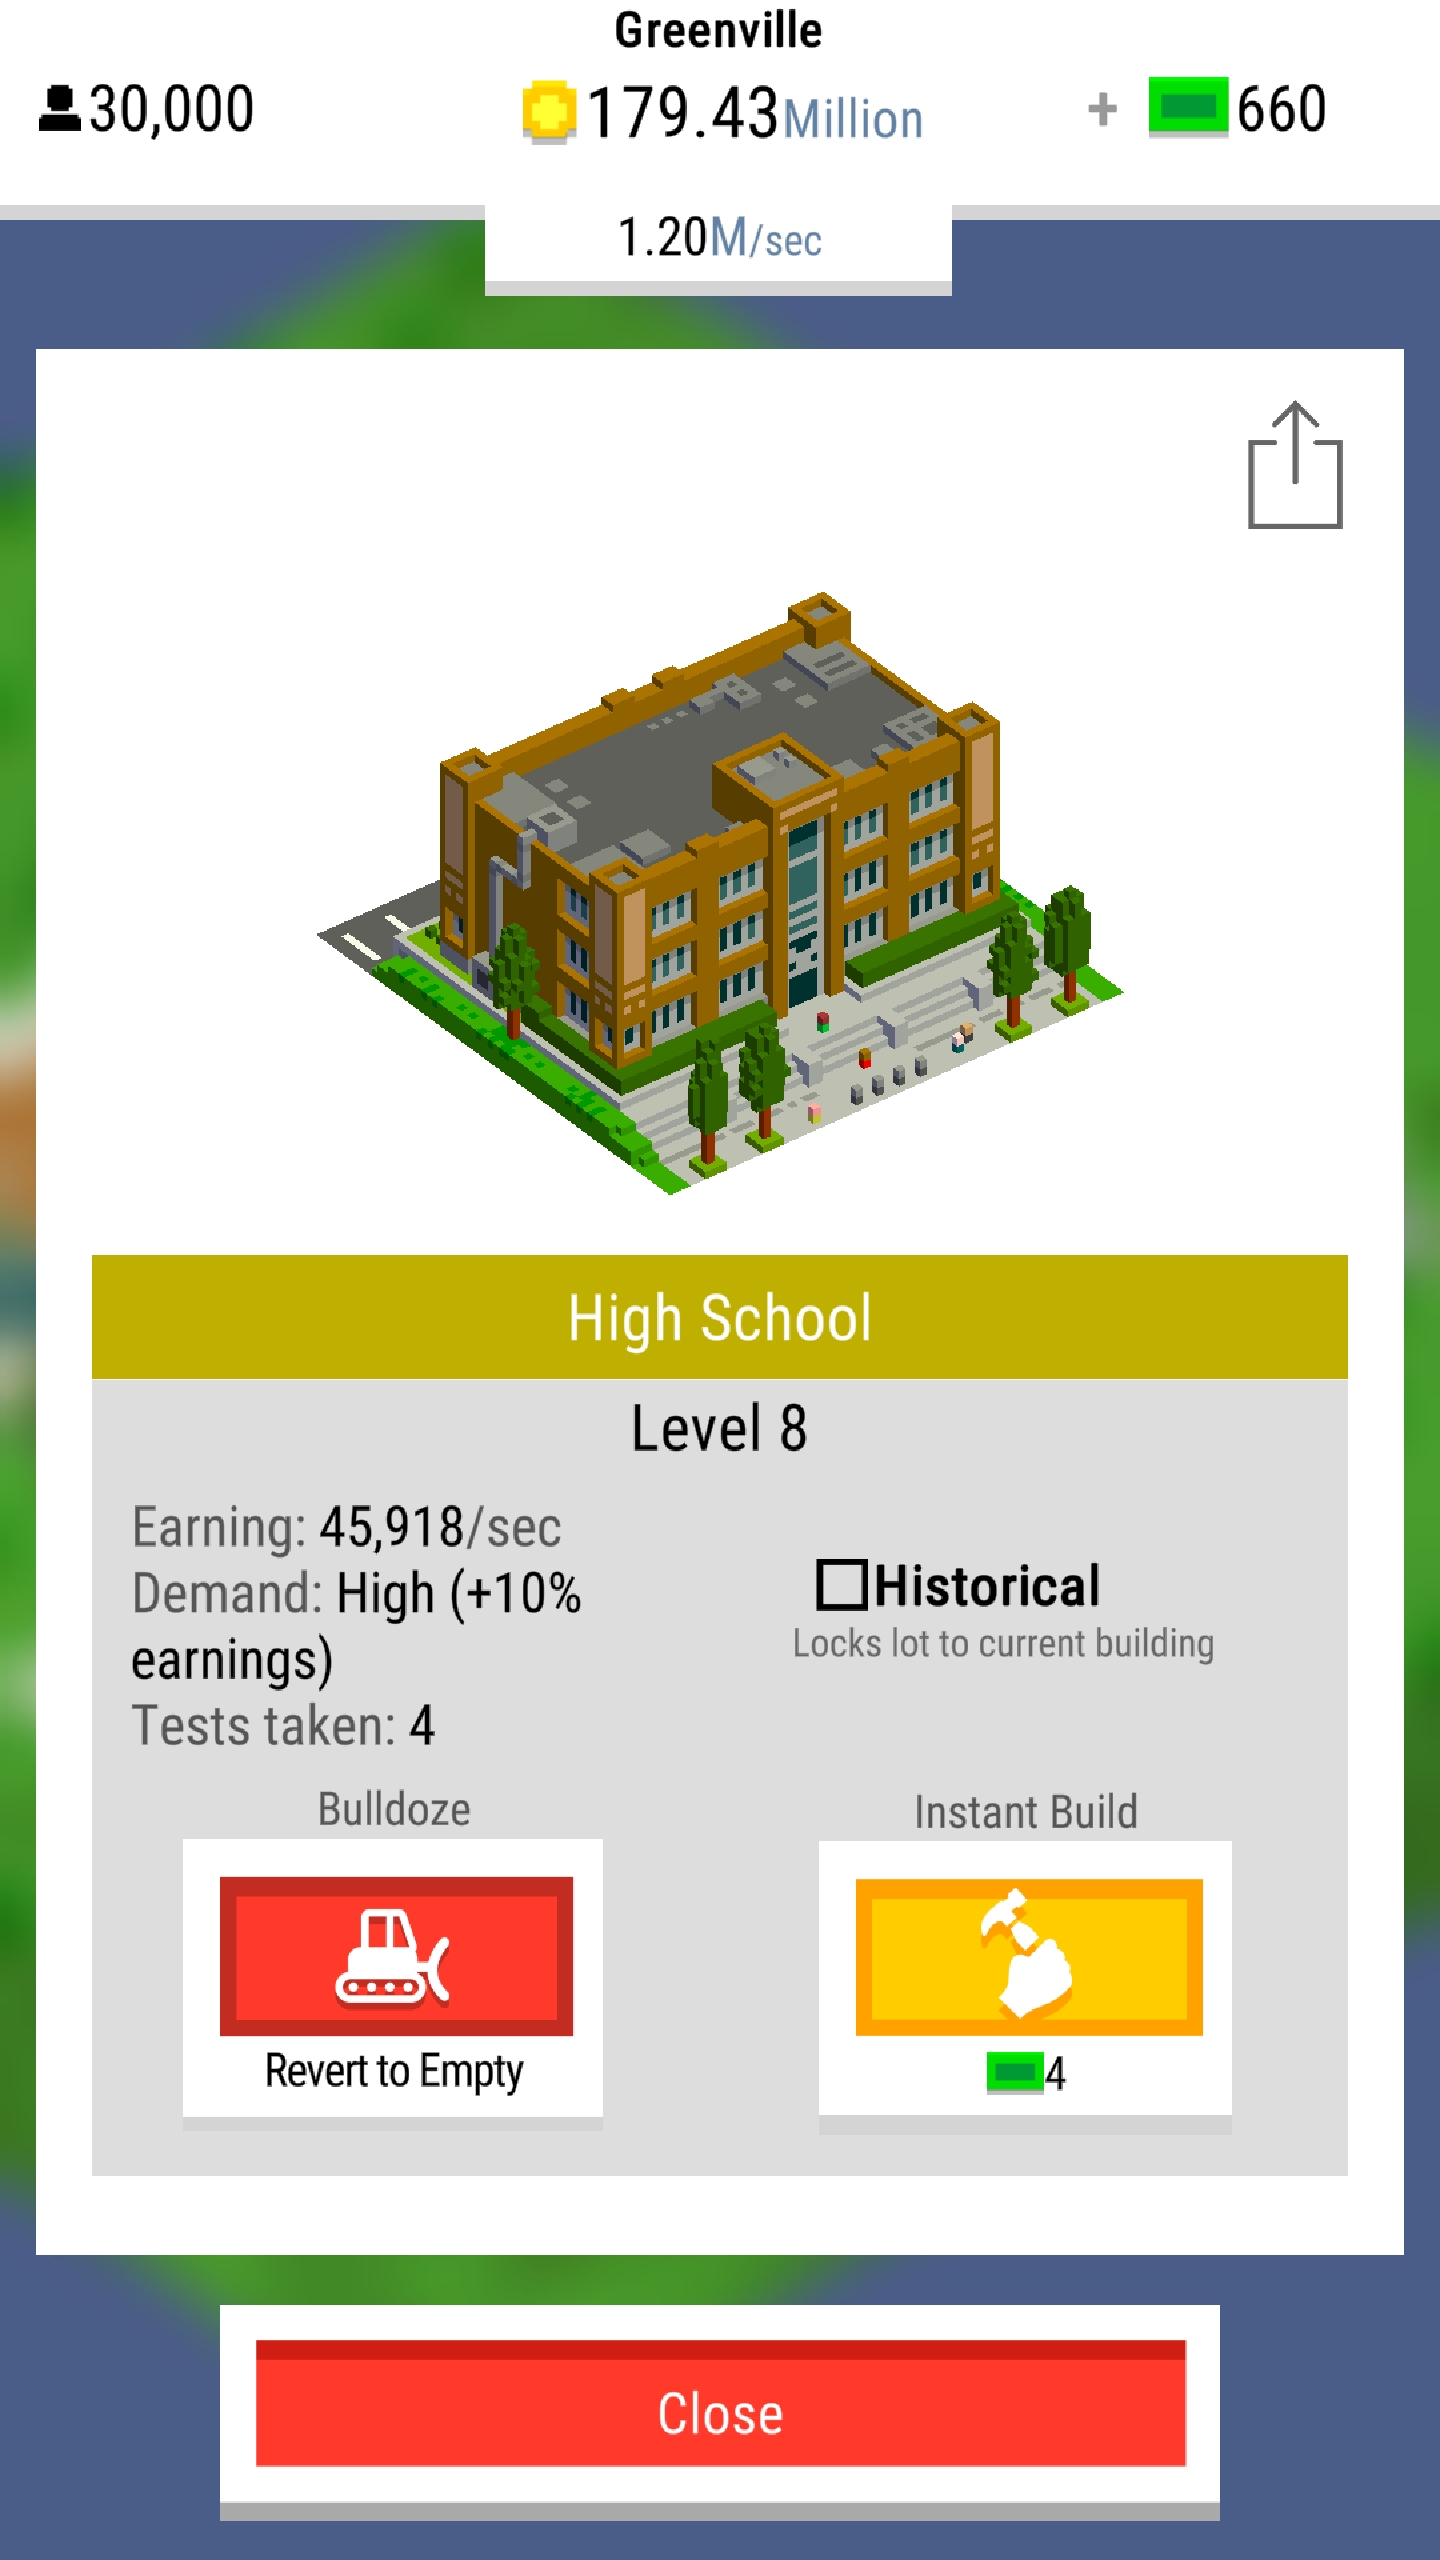 Greenville
30,000
179.43Million
+ 660
1.20M/sec
High School
Level 8
Earning: 45,918/sec
Demand: High (+10%
earnings)
Tests taken: 4
Historical
Locks lot to current building
Bulldoze
Revert to Empty
Instant Build
4
Close